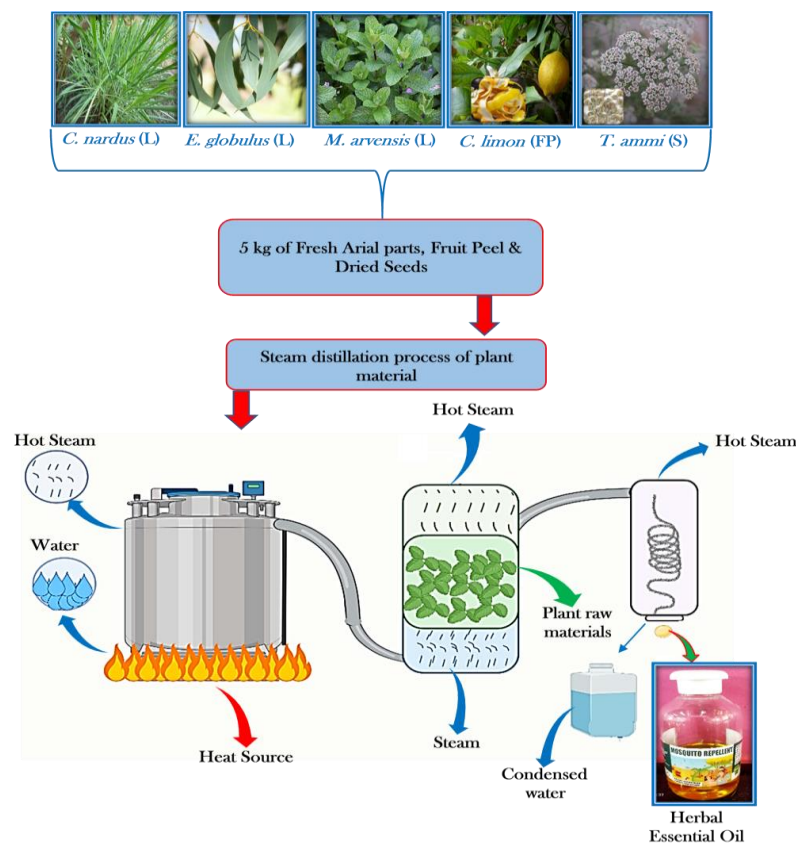 C. nardus (L)
E. globulus (L)
M. arvensis (L)
C. limon (FP)
T. ammi (S)
5 kg of Fresh Arial parts, Fruit Peel &
Dried Seeds
Steam distillation process of plant
material
Hot Steam
Hot Steam
Hot Steam
Water
Plant raw
materials
MOSQUITO REPELLENT
Heat Source
Steam
Condensed
water
Herbal
Essential Oil